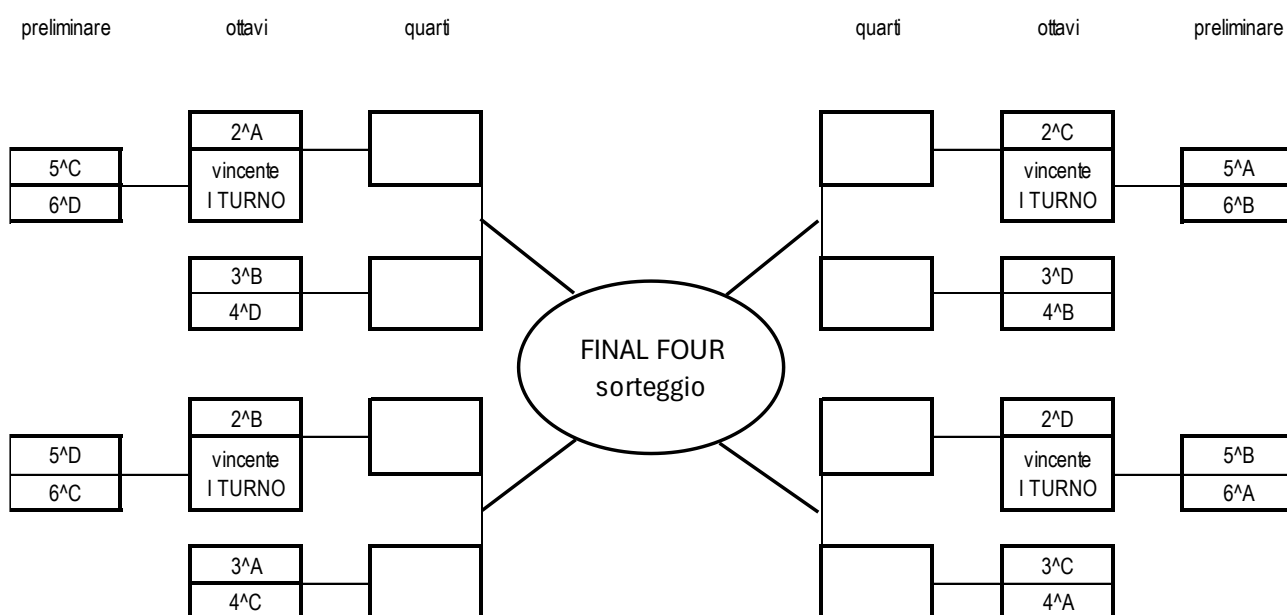 preliminare ottavi quarti quarti ottavi preliminare
2^A
vincente
I TURNO
5^C
6^D
3^B
4^D
2^C
vincente
I TURNO
5^A
6^B
3^D
4^B
FINAL FOUR
sorteggio
2^B
vincente
I TURNO
5^D
6^C
3^A
4^C
2^D
vincente
I TURNO
5^B
6^A
3^C
4^A